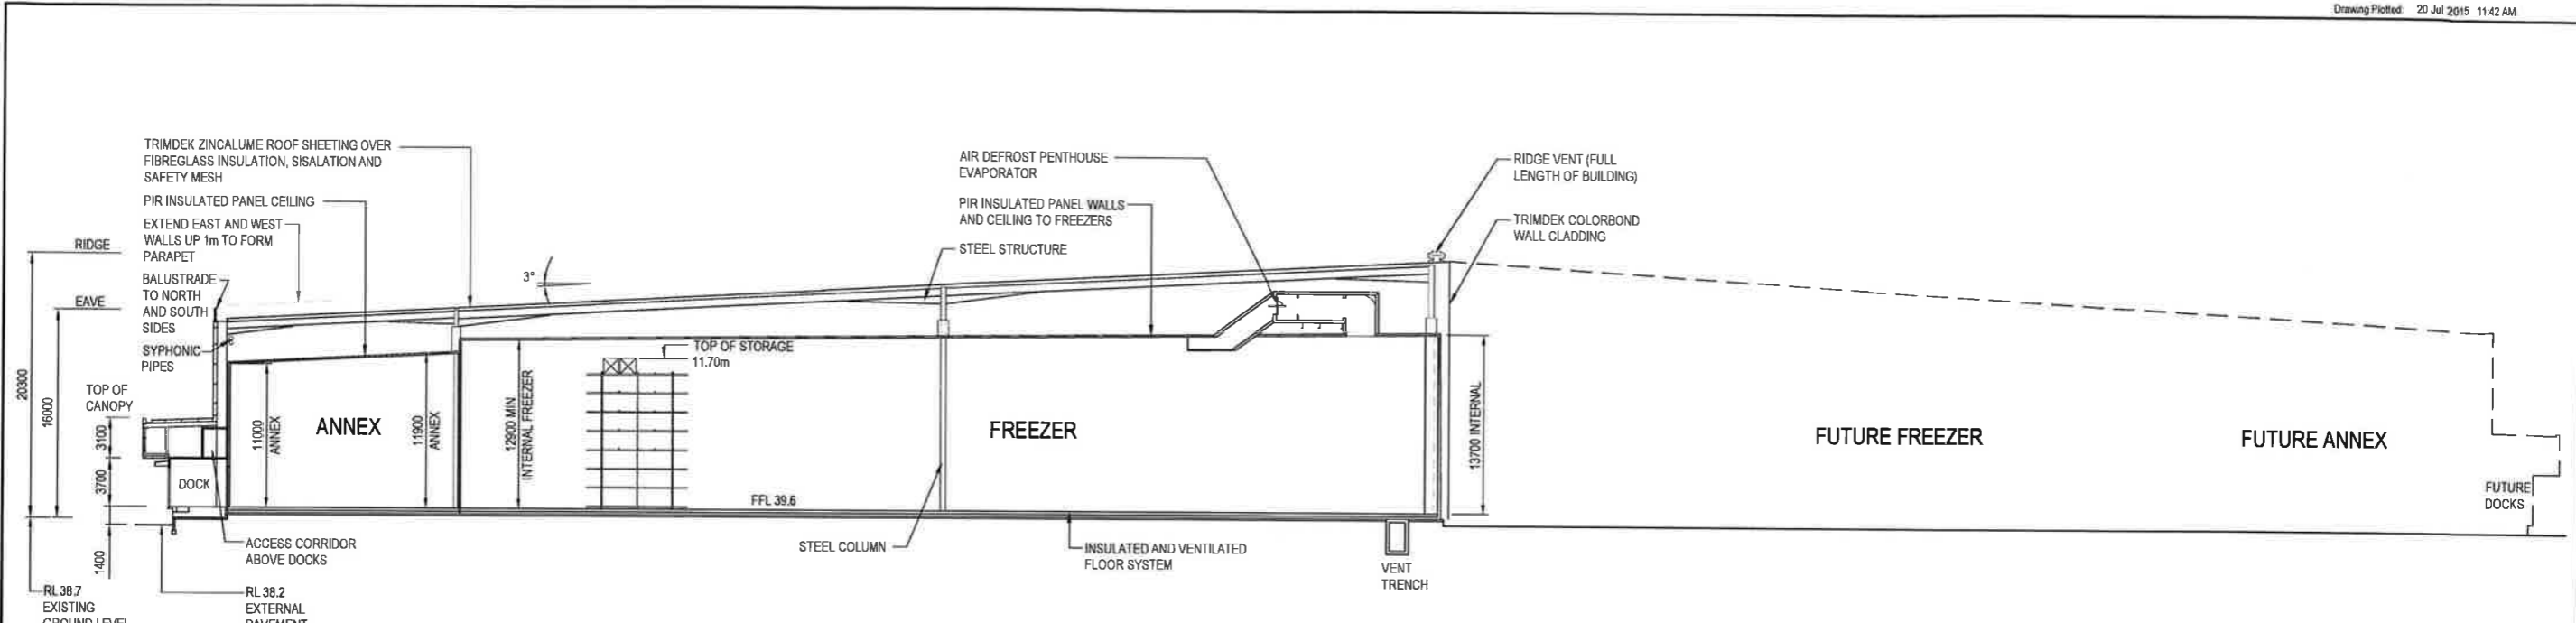 Drawing Plotted: 20 Jul 2015 11:42 AM
TRIMDEK ZINCALUME ROOF SHEETING OVER
FIBREGLASS INSULATION, SISALATION AND
SAFETY MESH
PIR INSULATED PANEL CEILING
EXTEND EAST AND WEST
WALLS UP 1m TO FORM
PARAPET
RIDGE
BALUSTRADE
TO NORTH
AND SOUTH
SIDES
EAVE
SYPHONIC
PIPES
TOP OF
CANOPY
20300
16000
3100
3700
1400
DOCK
11000
ANNEX
ANNEX
11900
ANNEX
3°
12900 MIN
INTERNAL FREEZER
TOP OF STORAGE
11.70m
AIR DEFROST PENTHOUSE
EVAPORATOR
PIR INSULATED PANEL WALLS
AND CEILING TO FREEZERS
STEEL STRUCTURE
RIDGE VENT (FULL
LENGTH OF BUILDING)
TRIMDEK COLORBOND
WALL CLADDING
FREEZER
FFL 39.6
13700 INTERNAL
FUTURE FREEZER
FUTURE ANNEX
FUTURE
DOCKS
ACCESS CORRIDOR
ABOVE DOCKS
STEEL COLUMN
INSULATED AND VENTILATED
FLOOR SYSTEM
VENT
TRENCH
RL 38.7
EXISTING
GROUND LEVEL
RL 38.2
EXTERNAL
PAVEMENT